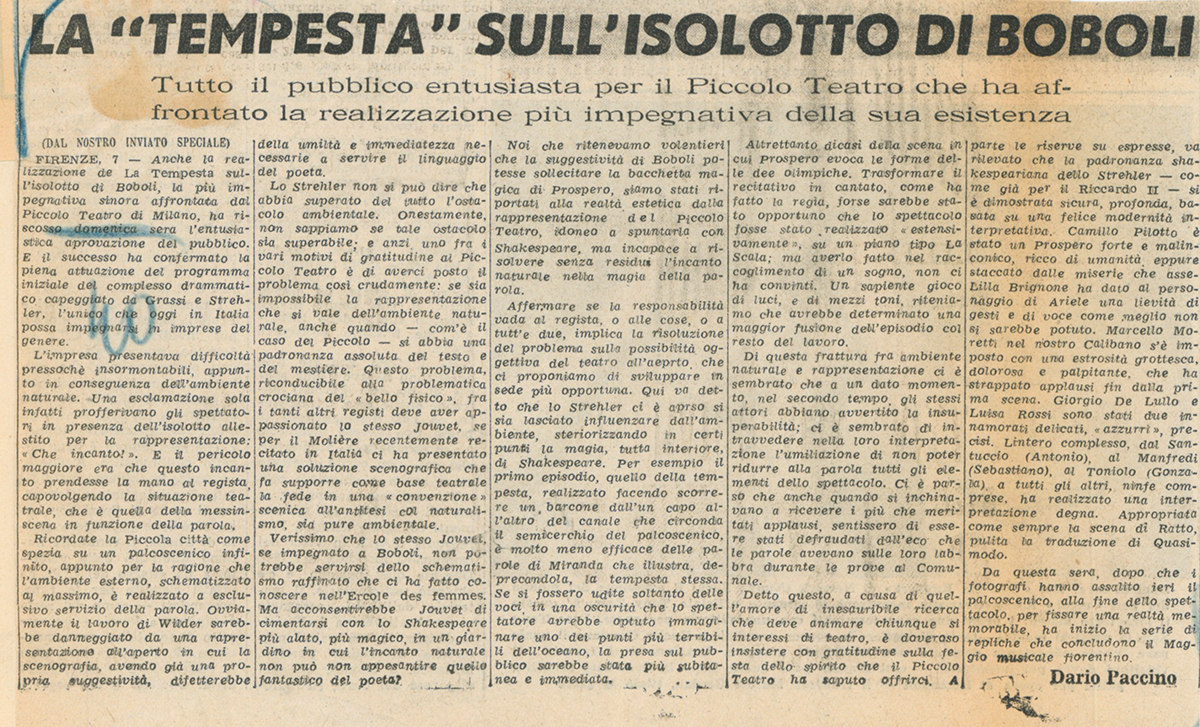 LA "TEMPESTA" SULL'ISOLOTTO DI BOBOLI
Tutto il pubblico entusiasta per il Piccolo Teatro che ha af-
frontato la realizzazione più impegnativa della sua esistenza
(DAL NOSTRO INVIATO SPECIALE)
FIRENZE, 7 — Anche la rea-
lizzazione de La Tempesta sul-
l'isolotto di Boboli, la più im-
pegnativa sinora affrontata dal
Piccolo Teatro di Milano, ha ri-
scosso domenica sera l'entusia-
stica aprovazione del pubblico.
E il successo ha confermato la
piena attuazione del programma
iniziale del complesso drammati-
co capeggiato da Grassi e Streh-
ler, l'unico che oggi in Italia
possa impegnarsi in imprese del
genere.
L'impresa presentava difficoltà
pressochè insormontabili, appun-
to in conseguenza dell'ambiente
naturale. Una esclamazione sola
infatti profferivano gli spettato-
ri in presenza dell'isolotto alle-
stito per la rappresentazione:
« Che incanto! ». E il pericolo
maggiore era che questo incan-
to prendesse la mano al regista,
capovolgendo la situazione tea-
trale, che è quella della messin-
scena in funzione della parola.
Ricordate la Piccola città come
spezia su un palcoscenico infi-
nito, appunto per la ragione che
l'ambiente esterno, schematizzato
al massimo, è realizzato a esclu-
sivo servizio della parola. Ovvia-
mente il lavoro di Wilder sareb-
be danneggiato da una rapre-
sentazione all'aperto in cui la
scenografia, avendo già una pro-
pria suggestività, difetterebbe
della umiltà e immediatezza ne-
cessarie a servire il linguaggio
del poeta.
Lo Strehler non si può dire che
abbia superato del tutto l'osta-
colo ambientale. Onestamente,
non sappiamo se tale ostacolo
sia superabile; e anzi, uno fra i
vari motivi di gratitudine al Pic-
colo Teatro è di averci posto il
problema così crudamente: se sia
impossibile la rappresentazione
che si vale dell'ambiente natu-
rale, anche quando — com'è il
caso del Piccolo — si abbia una
padronanza assoluta del testo e
del mestiere. Questo problema,
riconducibile alla problematica
crociana del « bello fisico », fra
i tanti altri registi deve aver ap-
passionato lo stesso Jouvet, se
per il Molière recentemente re-
citato in Italia ci ha presentato
una soluzione scenografica che
fa supporre come base teatrale
la fede in una « convenzione »
scenica all'antitesi col naturali-
smo, sia pure ambientale.
Verissimo che lo stesso Jouvet,
se impegnato a Boboli, non po-
trebbe servirsi dello schemati-
smo raffinato che ci ha fatto co-
noscere nell'Ercole des femmes.
Ma acconsentirebbe Jouvet di
cimentarsi con lo Shakespeare
più alato, più magico, in un giar-
dino in cui l'incanto naturale
non può non appesantire quello
fantastico del poeta?
Noi che ritenevamo volentieri
che la suggestività di Boboli po-
tesse sollecitare la bacchetta ma-
gica di Prospero, siamo stati ri-
portati alla realtà estetica dalla
rappresentazione del Piccolo
Teatro, idoneo a spuntarla con
Shakespeare, ma incapace a ri-
solvere senza residui l'incanto
naturale nella magia della pa-
rola.
Affermare se la responsabilità
vada al regista, o alle cose, o a
tutt'e due, implica la risoluzione
del problema sulla possibilità og-
gettiva del teatro all'aeprto, che
ci proponiamo di sviluppare in
sede più opportuna. Qui va det-
to che lo Strehler ci è aprso si
sia lasciato influenzare dall'am-
biente, steriorizzando in certi
punti la magia, tutta interiore,
di Shakespeare. Per esempio il
primo episodio, quello della tem-
pesta, realizzato facendo scorre-
re un barcone dall'un capo al-
l'altro del canale che circonda
il semicerchio del palcoscenico,
è molto meno efficace delle pa-
role di Miranda che illustra, de-
precandola, la tempesta stessa.
Se si fossero udite soltanto delle
voci, in una oscurità che lo spet-
tatore avrebbe optuto immagi-
nare uno dei punti più terribi-
li dell'oceano, la presa sul pub-
blico sarebbe stata più subita-
nea e immediata.
Altrettanto dicasi della scena in
cui Prospero evoca le forme del-
le dee olimpiche. Trasformare il
recitativo in cantato, come ha
fatto la regìa, forse sarebbe sta-
to opportuno che lo spettacolo
fosse stato realizzato « estensi-
vamente », su un piano tipo La
Scala; ma averlo fatto nel rac-
coglimento di un sogno, non ci
ha convinti. Un sapiente gioco
di luci, e di mezzi toni, ritenia-
mo che avrebbe determinato una
maggior fusione dell'episodio col
resto del lavoro.
Di questa frattura fra ambiente
naturale e rappresentazione ci è
sembrato che a un dato momen-
to, nel secondo tempo, gli stessi
attori abbiano avvertito la insu-
perabilità; ci è sembrato di in-
travvedere nella loro interpreta-
zione l'umiliazione di non poter
ridurre alla parola tutti gli ele-
menti dello spettacolo. Ci è par-
so che anche quando si inchina-
vano a ricevere i più che meri-
tati applausi, sentissero di esse-
re stati defraudati dall'eco che
le parole avevano sulle loro lab-
bra durante le prove al Comu-
nale.
Detto questo, a causa di quel-
l'amore di inesauribile ricerca
che deve animare chiunque si
interessi di teatro, è doveroso
insistere con gratitudine sulla fe-
sta dello spirito che il Piccolo
Teatro ha saputo offrirci. A
parte le riserve su espresse, va
rilevato che la padronanza sha-
kespeariana dello Strehler — co-
me già per il Riccardo II — si
è dimostrata sicura, profonda, ba-
sata su una felice modernità in-
terpretativa. Camillo Pilotto è
stato un Prospero forte e malin-
conico, ricco di umanità, eppure
staccato dalle miserie che asse-
Lilla Brignone ha dato al perso-
naggio di Ariele una lievità di
gesti e di voce come meglio non
si sarebbe potuto. Marcello Mo-
retti nel nostro Calibano s'è im-
posto con una estrosità grottesca,
dolorosa e palpitante, che ha
strappato applausi fin dalla pri-
ma scena. Giorgio De Lullo e
Luisa Rossi sono stati due in-
namorati delicati, « azzurri », pre-
cisi. Lintero complesso, dal San-
tuccio (Antonio), al Manfredi
(Sebastiano), al Toniolo (Gonza-
la), a tutti gli altri, ninfe com-
prese, ha realizzato una inter-
pretazione degna. Appropriata
come sempre la scena di Ratto,
pulita la traduzione di Quasi-
modo.
Da questa sera, dopo che i
fotografi hanno assalito ieri il
palcoscenico, alla fine dello spet-
tacolo, per fissare una realtà me-
morabile, ha inizio la serie di
repliche che concludono il Mag-
gio musicale fiorentino.
Dario Paccino